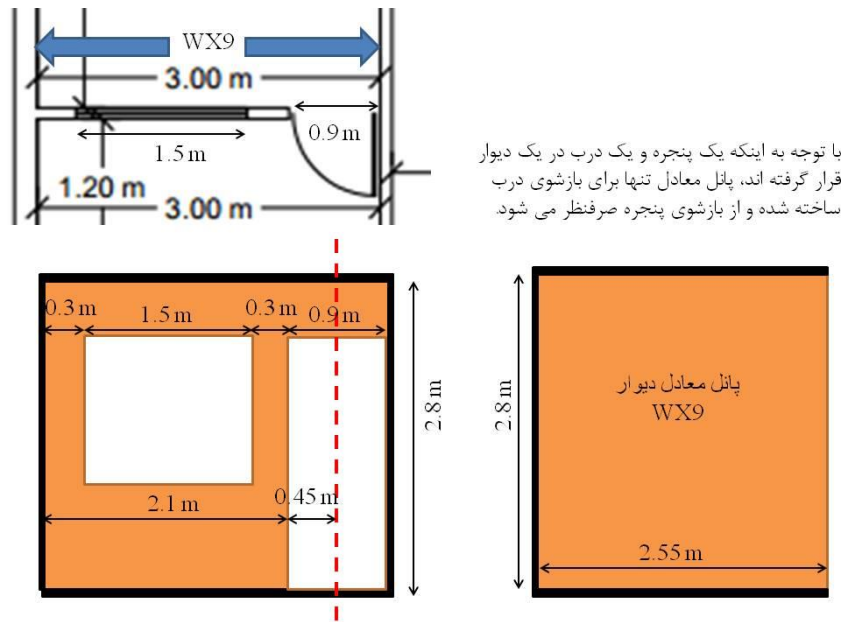 WX9
3.00 m
0.9 m
1.5 m
1.20 m
3.00 m
با توجه به اینکه یک پنجره و یک درب در یک دیوار
قرار گرفته اند، پانل معادل تنها برای بازشوی درب
ساخته شده و از بازشوی پنجره صرفنظر می شود.
0.3 m 1.5 m 0.3 m 0.9 m
2.8 m
2.1 m 0.45 m
پانل معادل دیوار
WX9
2.8 m
2.55 m